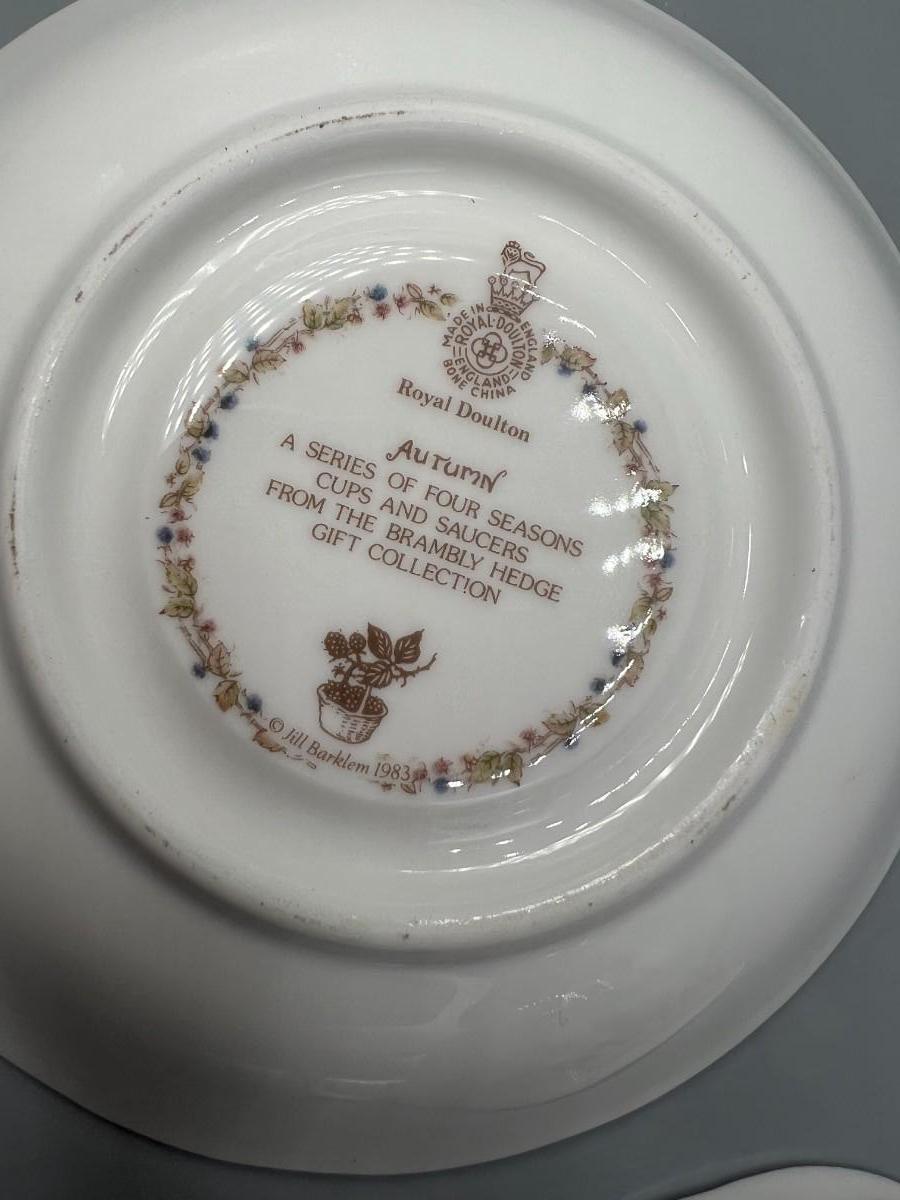 MADE IN ENGLAND
ROYAL·DOULTON
ENGLAND
BONE CHINA
Royal Doulton
AUTUMN
A SERIES OF FOUR SEASONS
CUPS AND SAUCERS
FROM THE BRAMBLY HEDGE
GIFT COLLECTION
© Jill Barklem 1983